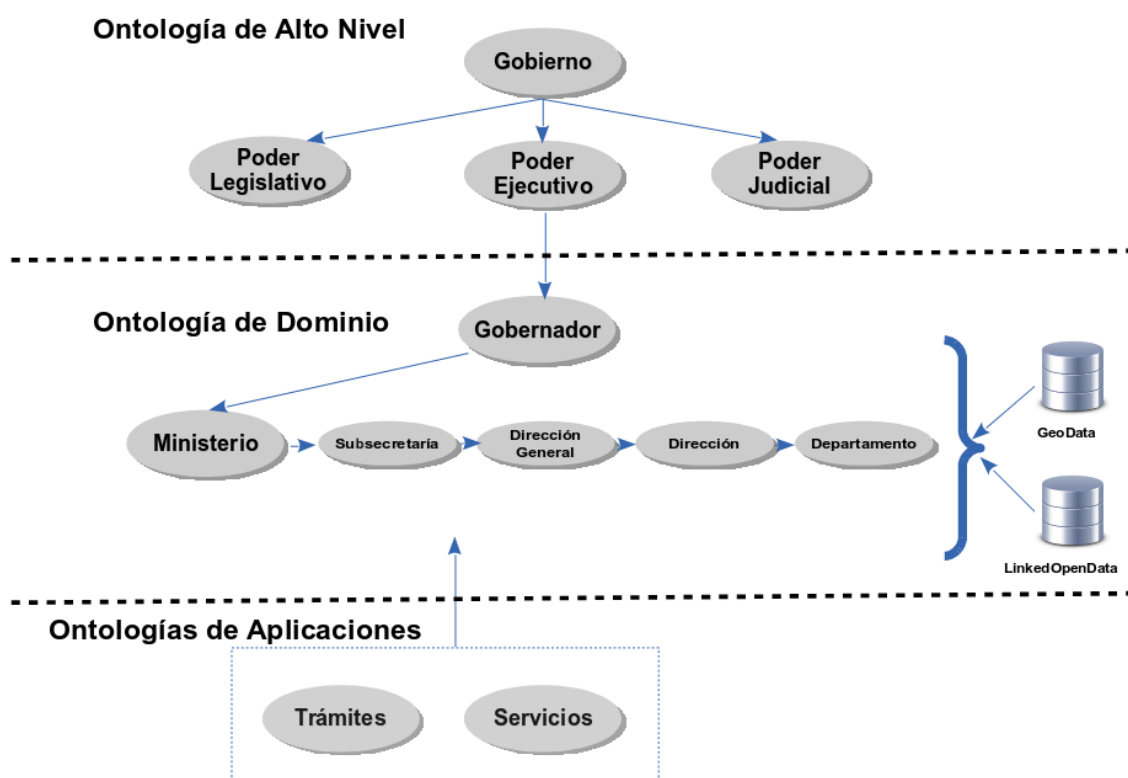 Ontología de Alto Nivel
Gobierno
Poder
Legislativo
Poder
Ejecutivo
Poder
Judicial
Ontología de Dominio
Gobernador
Ministerio
Subsecretaría
Dirección
General
Dirección
Departamento
GeoData
LinkedOpenData
Ontologías de Aplicaciones
Trámites
Servicios